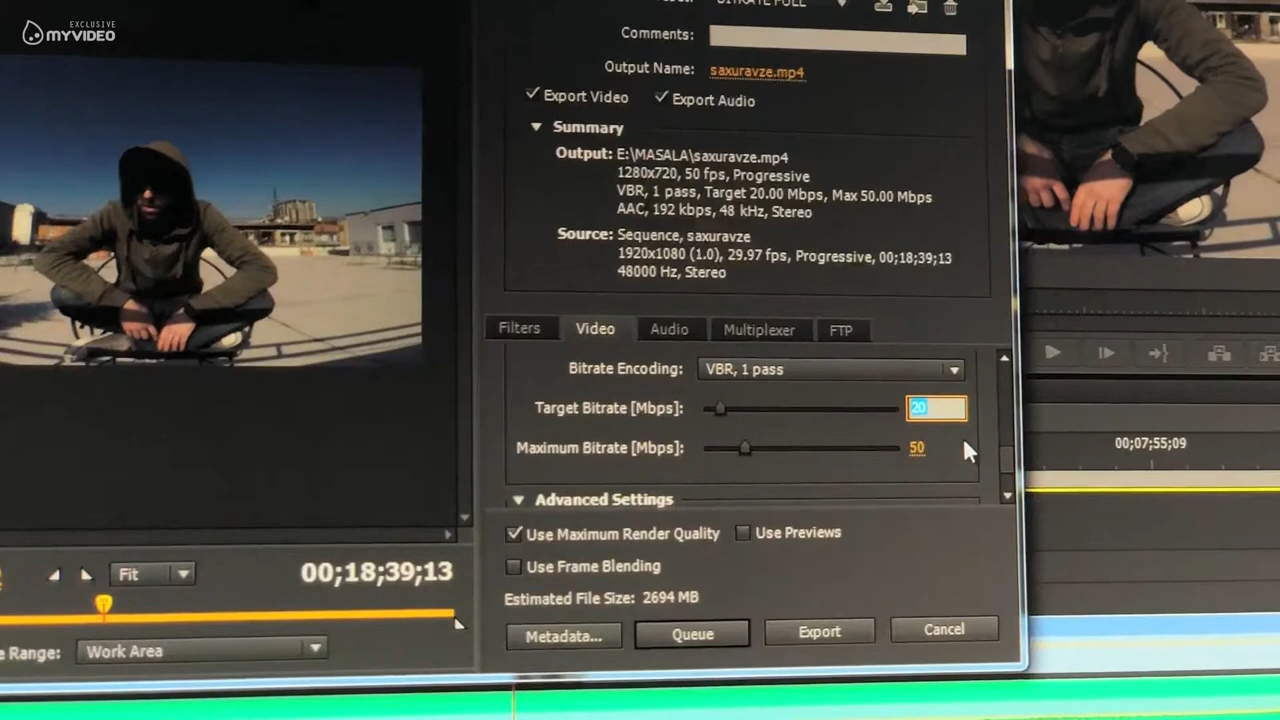 EXCLUSIVE
MYVIDEO
BITRATE FULL
Comments:
Output Name: saxuravze.mp4
Export Video Export Audio
Summary
Output: E:\MASALA\saxuravze.mp4
1280x720, 50 fps, Progressive
VBR, 1 pass, Target 20.00 Mbps, Max 50.00 Mbps
AAC, 192 kbps, 48 kHz, Stereo
Source: Sequence, saxuravze
1920x1080 (1.0), 29.97 fps, Progressive, 00;18;39;13
48000 Hz, Stereo
Filters Video Audio Multiplexer FTP
Bitrate Encoding: VBR, 1 pass
Target Bitrate [Mbps]: 20
Maximum Bitrate [Mbps]: 50
00;07;55;09
Advanced Settings
Use Maximum Render Quality Use Previews
Use Frame Blending
Fit 00;18;39;13
Estimated File Size: 2694 MB
Metadata... Queue Export Cancel
e Range: Work Area